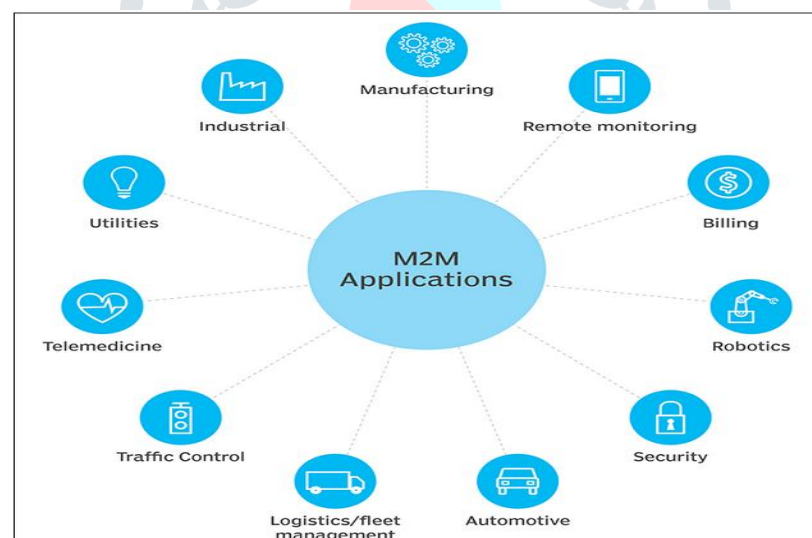 Manufacturing
Industrial
Remote monitoring
Utilities
$
Billing
M2M
Applications
Telemedicine
Robotics
Traffic Control
Security
Logistics/fleet
management
Automotive